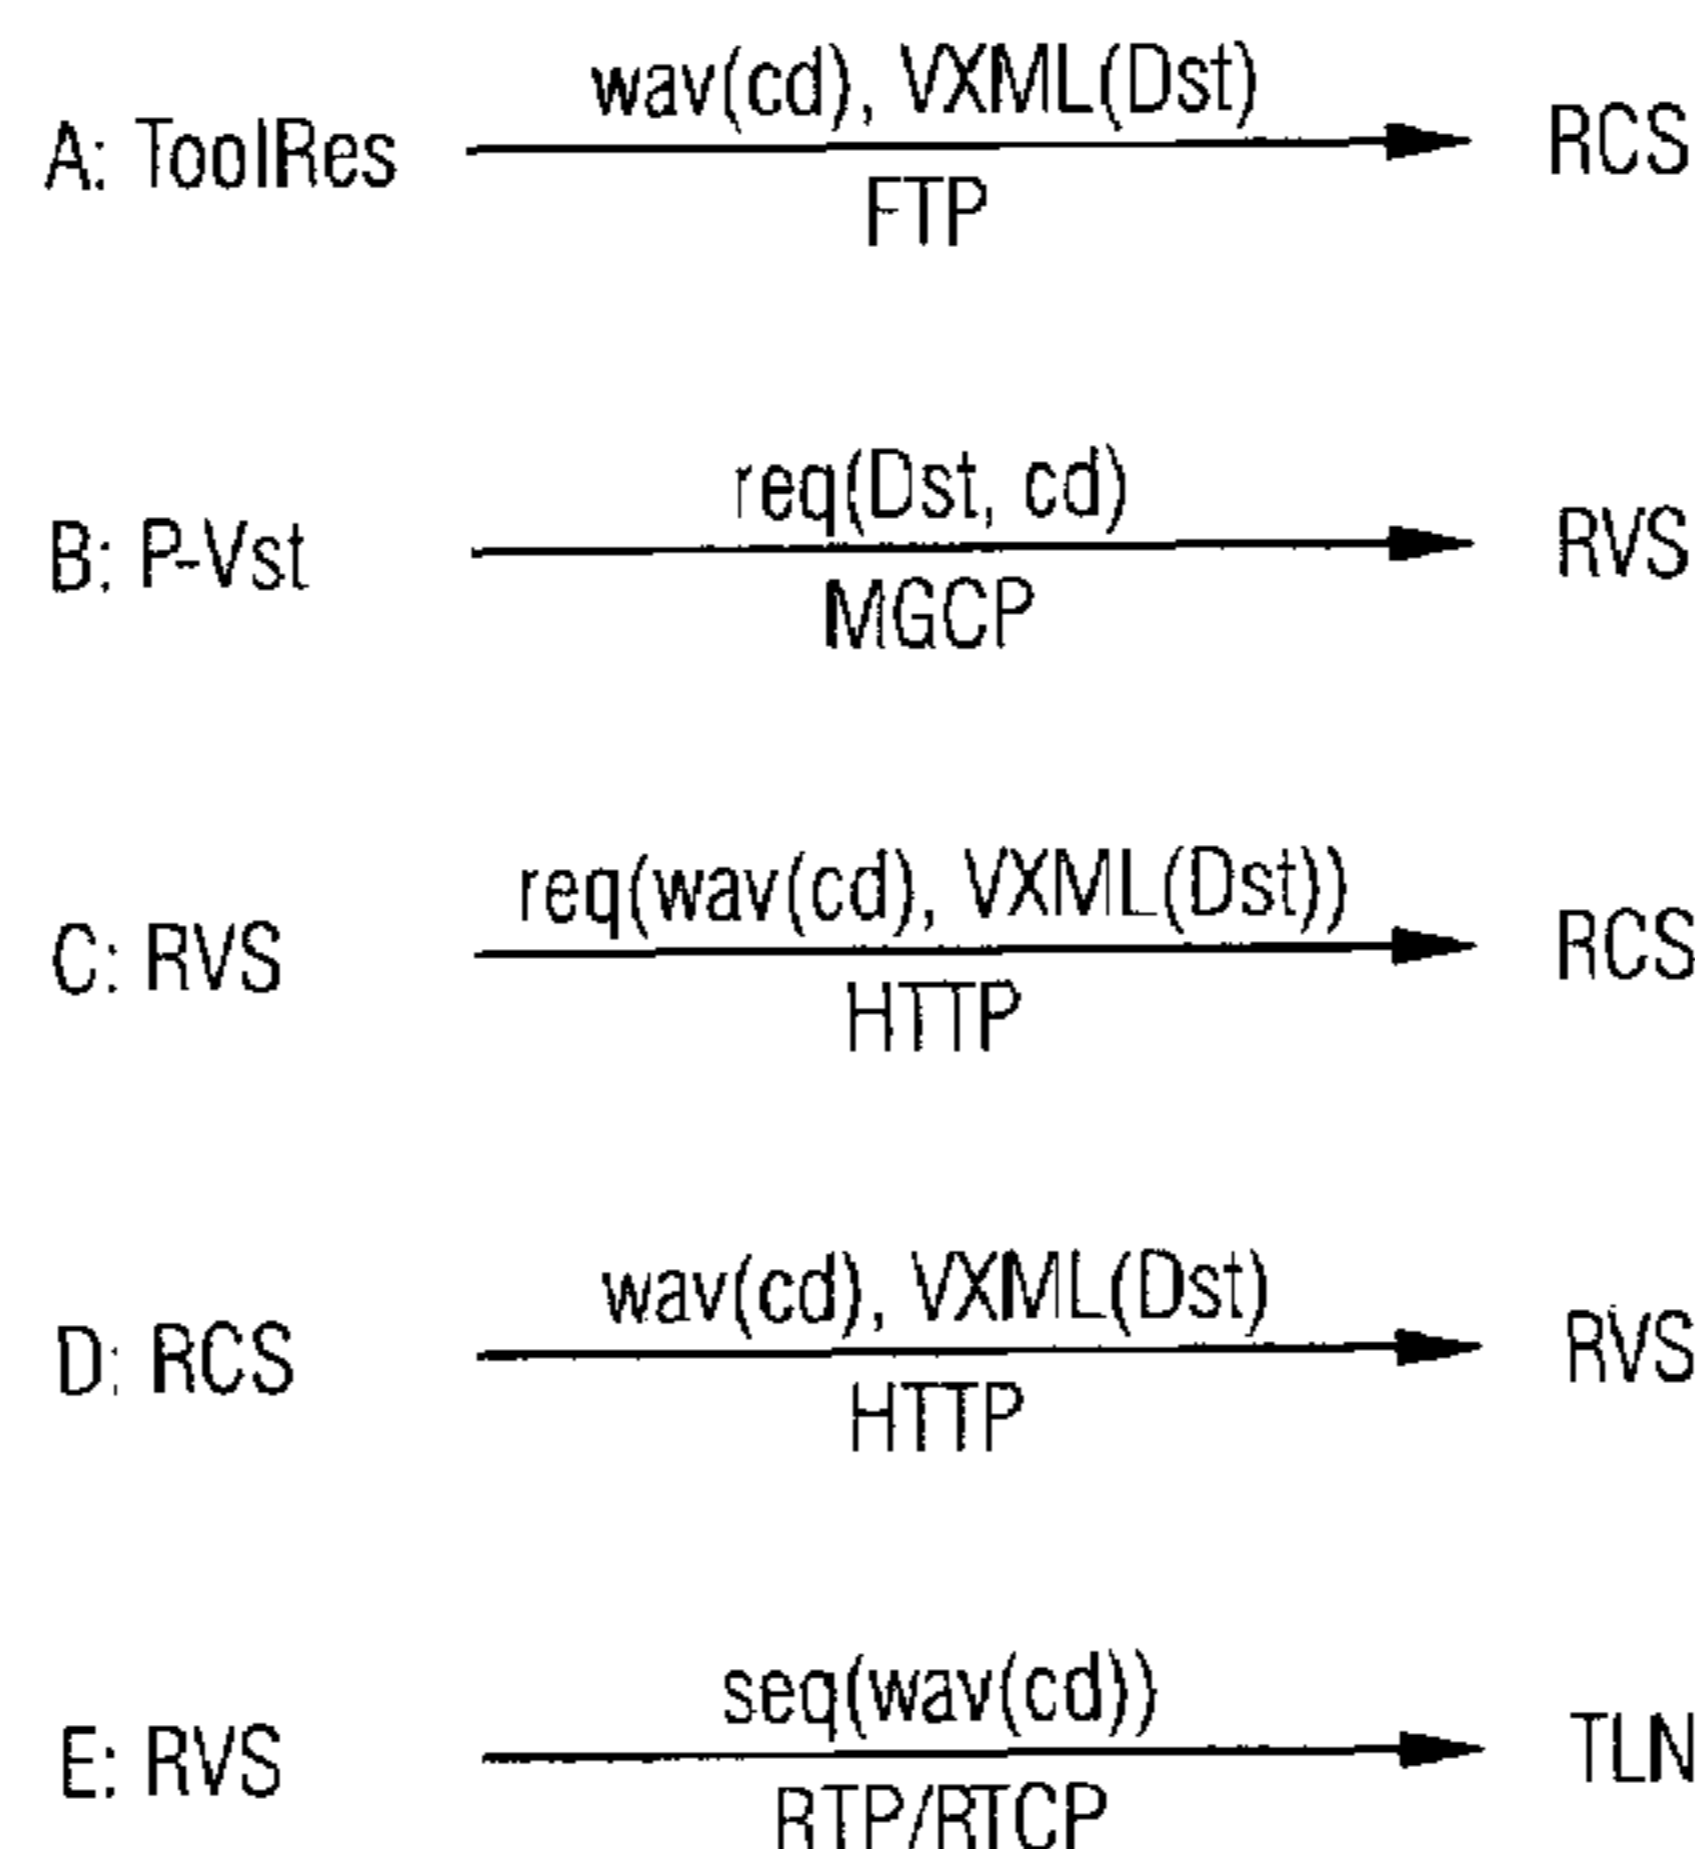 wav(cd), VXML(Dst)
A: ToolRes RCS
FTP
req(Dst, cd)
B: P-Vst RVS
MGCP
req(wav(cd), VXML(Dst))
C: RVS RCS
HTTP
wav(cd), VXML(Dst)
D: RCS RVS
HTTP
seq(wav(cd))
E: RVS TLN
RTP/RTCP